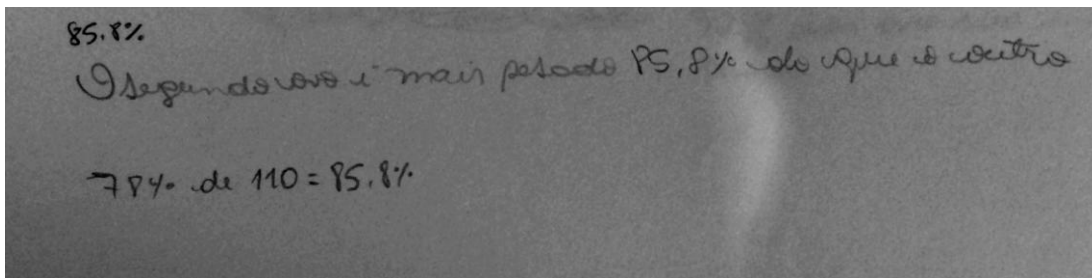 85.8%
O segundo ovo é mais pesado 85,8% do que o outro
78% de 110 = 85.8%